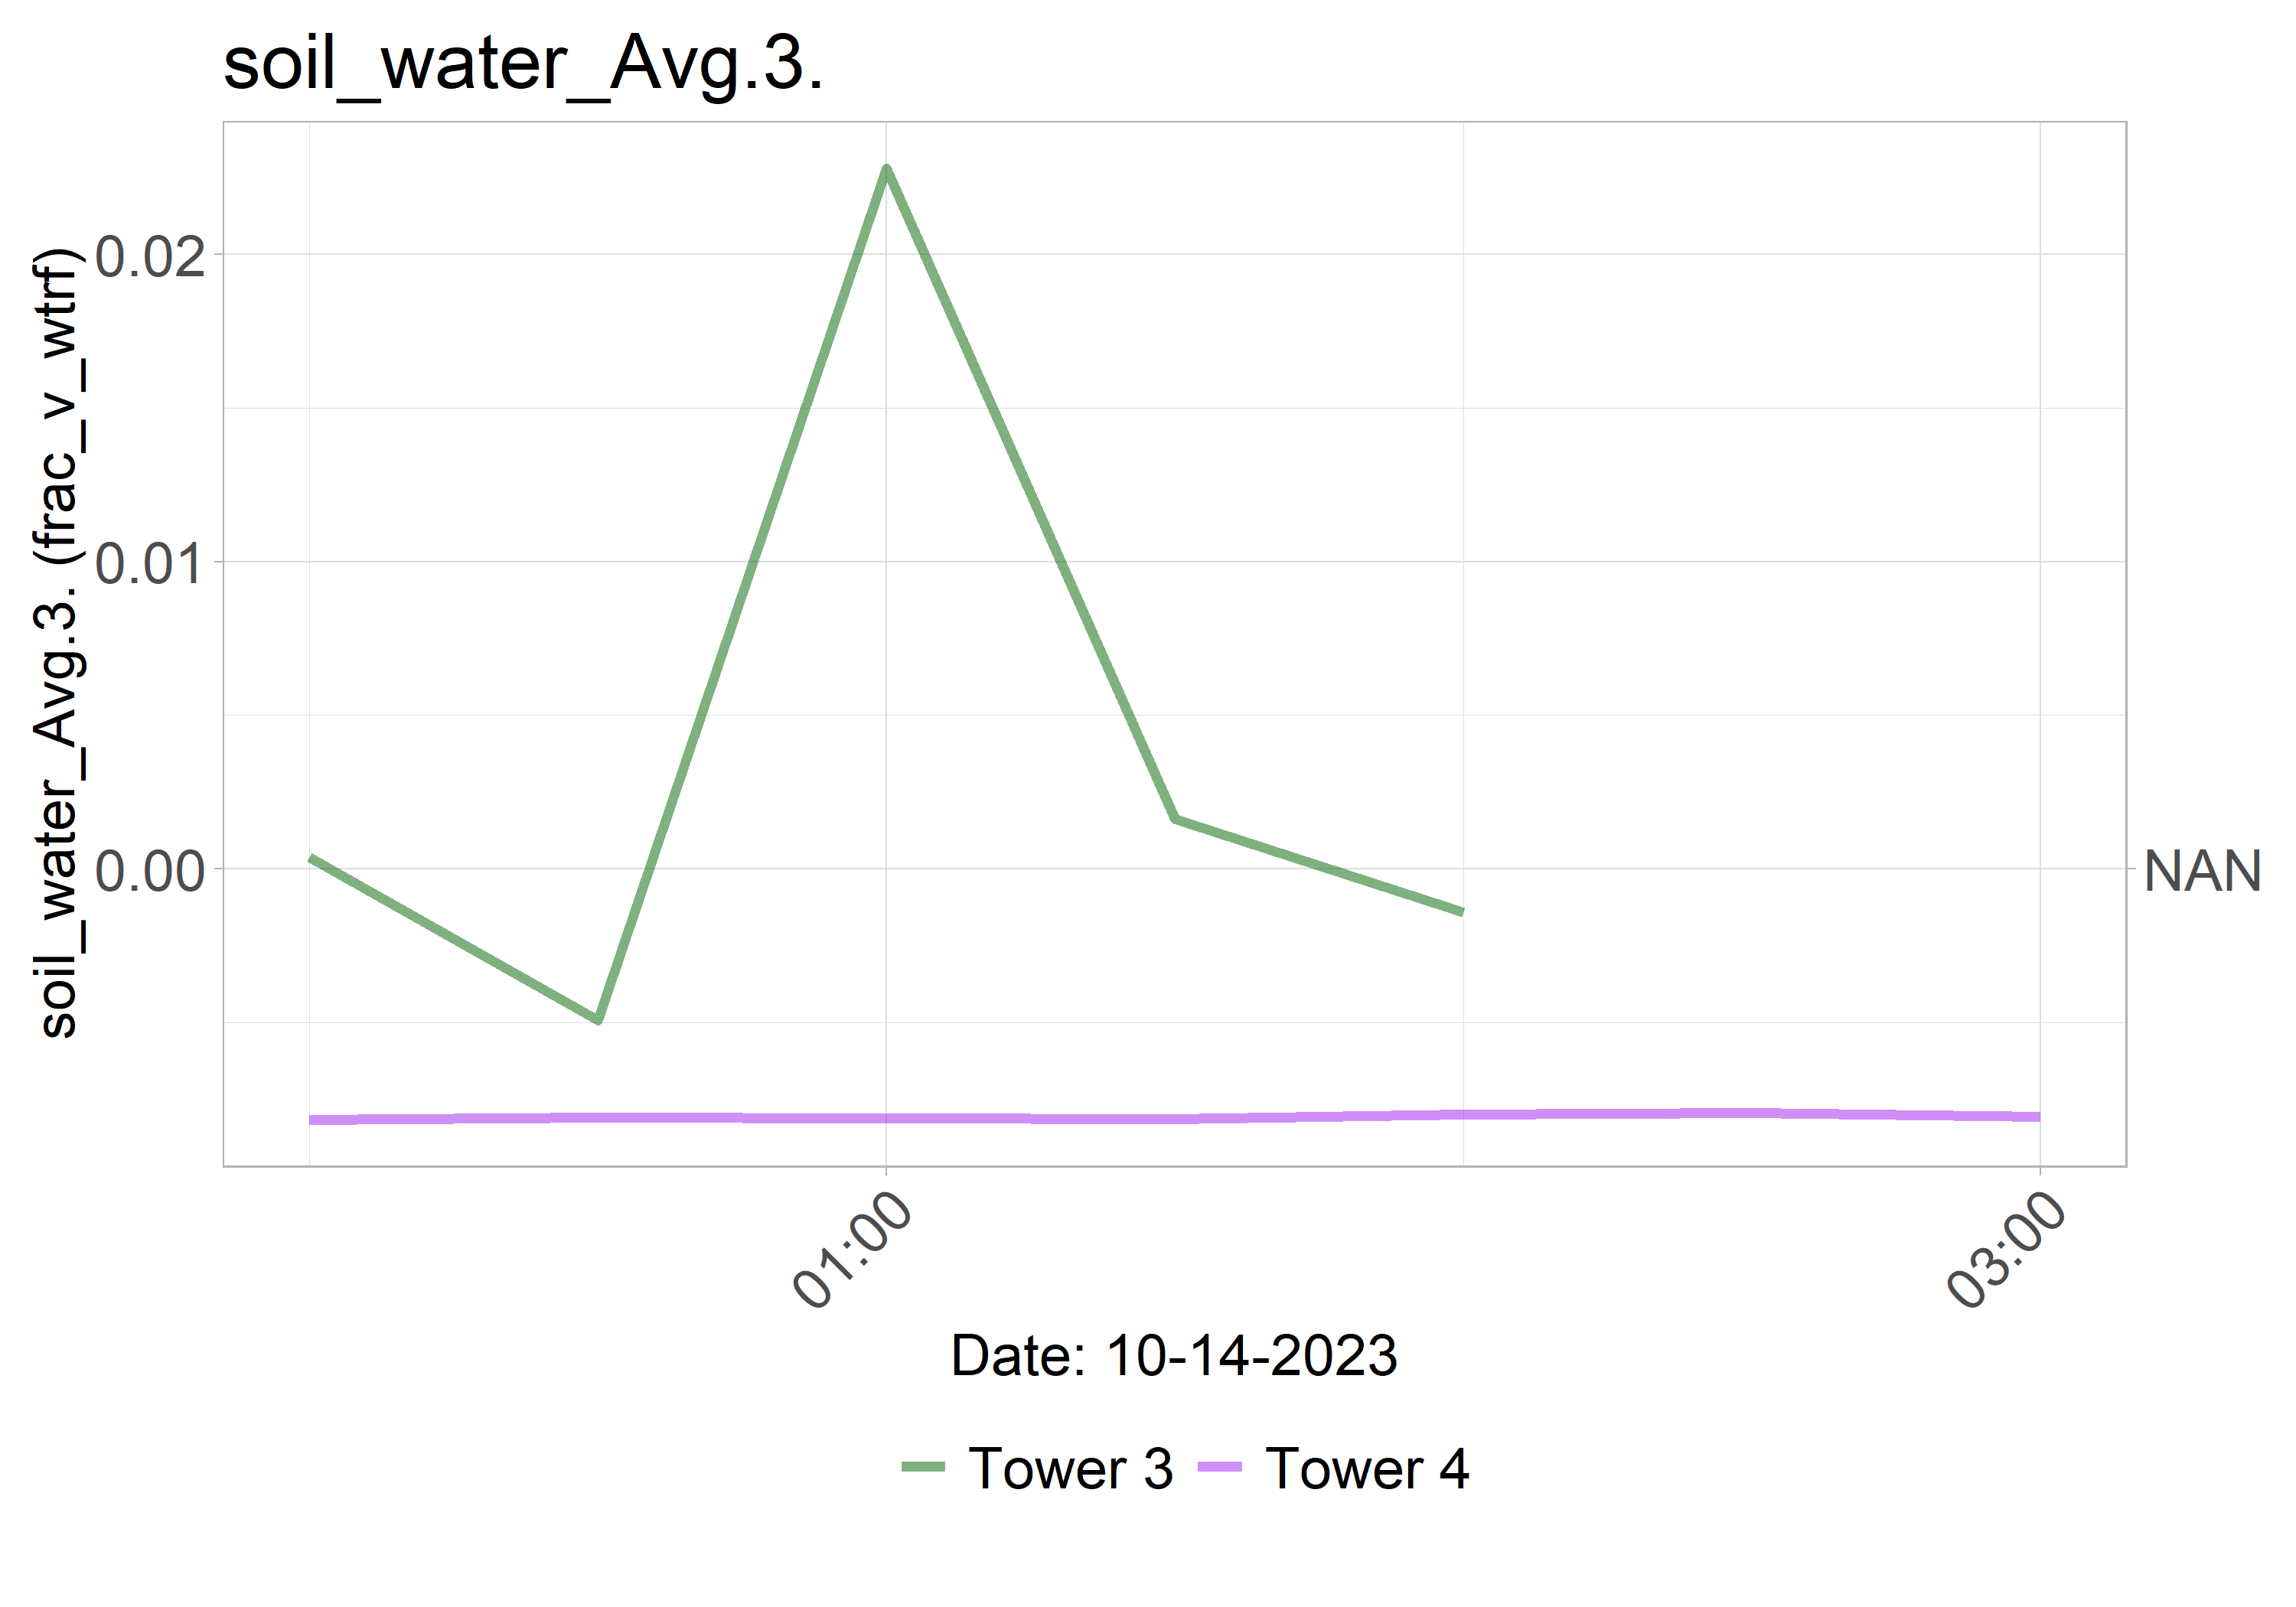 soil_water_Avg.3.
soil_water_Avg.3. (frac_v_wtrf)
0.02
0.01
0.00
NAN
01:00
03:00
Date: 10-14-2023
Tower 3
Tower 4